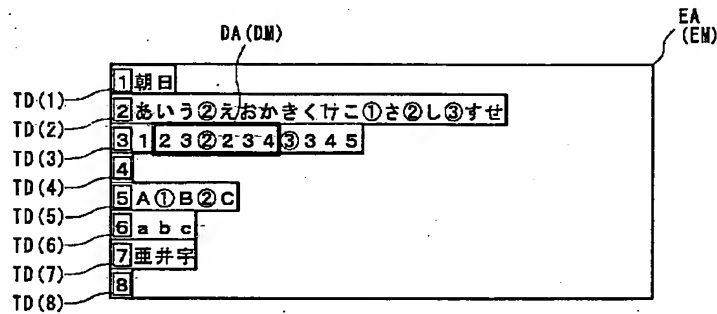 EA
(EM)
DA(DM)
TD(1) 1 朝日
TD(2) 2 あいう②えおかきくけこ①さ②し③すせ
TD(3) 3 1 2 3 ② 2 3 4 ③ 3 4 5
TD(4) 4
TD(5) 5 A①B②C
TD(6) 6 a b c
TD(7) 7 亜井宇
TD(8) 8